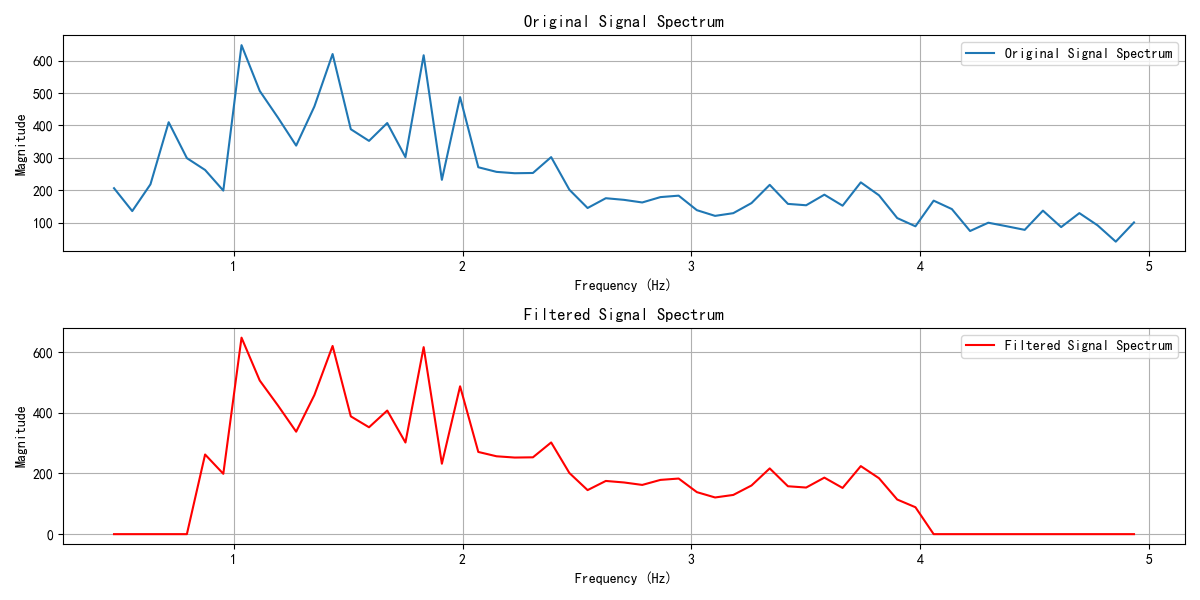 Original Signal Spectrum
Original Signal Spectrum
Magnitude
600
500
400
300
200
100
1 2 3 4 5
Frequency (Hz)
Filtered Signal Spectrum
Filtered Signal Spectrum
Magnitude
600
400
200
0
1 2 3 4 5
Frequency (Hz)